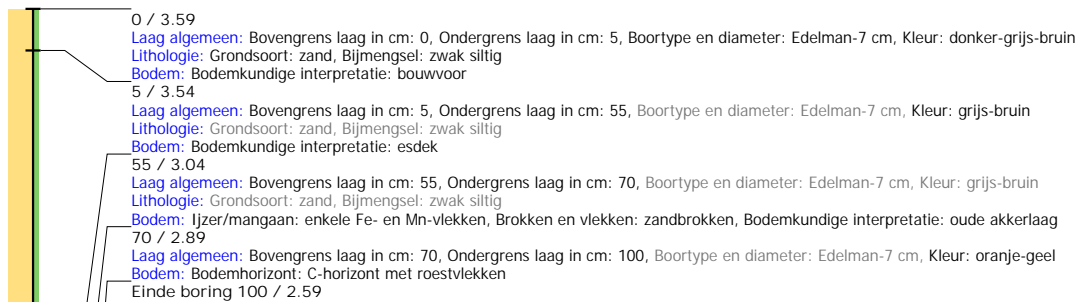 0 / 3.59
Laag algemeen: Bovengrens laag in cm: 0, Ondergrens laag in cm: 5, Boortype en diameter: Edelman-7 cm, Kleur: donker-grijs-bruin
Lithologie: Grondsoort: zand, Bijmengsel: zwak siltig
Bodem: Bodemkundige interpretatie: bouwvoor
5 / 3.54
Laag algemeen: Bovengrens laag in cm: 5, Ondergrens laag in cm: 55, Boortype en diameter: Edelman-7 cm, Kleur: grijs-bruin
Lithologie: Grondsoort: zand, Bijmengsel: zwak siltig
Bodem: Bodemkundige interpretatie: esdek
55 / 3.04
Laag algemeen: Bovengrens laag in cm: 55, Ondergrens laag in cm: 70, Boortype en diameter: Edelman-7 cm, Kleur: grijs-bruin
Lithologie: Grondsoort: zand, Bijmengsel: zwak siltig
Bodem: Ijzer/mangaan: enkele Fe- en Mn-vlekken, Brokken en vlekken: zandbrokken, Bodemkundige interpretatie: oude akkerlaag
70 / 2.89
Laag algemeen: Bovengrens laag in cm: 70, Ondergrens laag in cm: 100, Boortype en diameter: Edelman-7 cm, Kleur: oranje-geel
Bodem: Bodemhorizont: C-horizont met roestvlekken
Einde boring 100 / 2.59